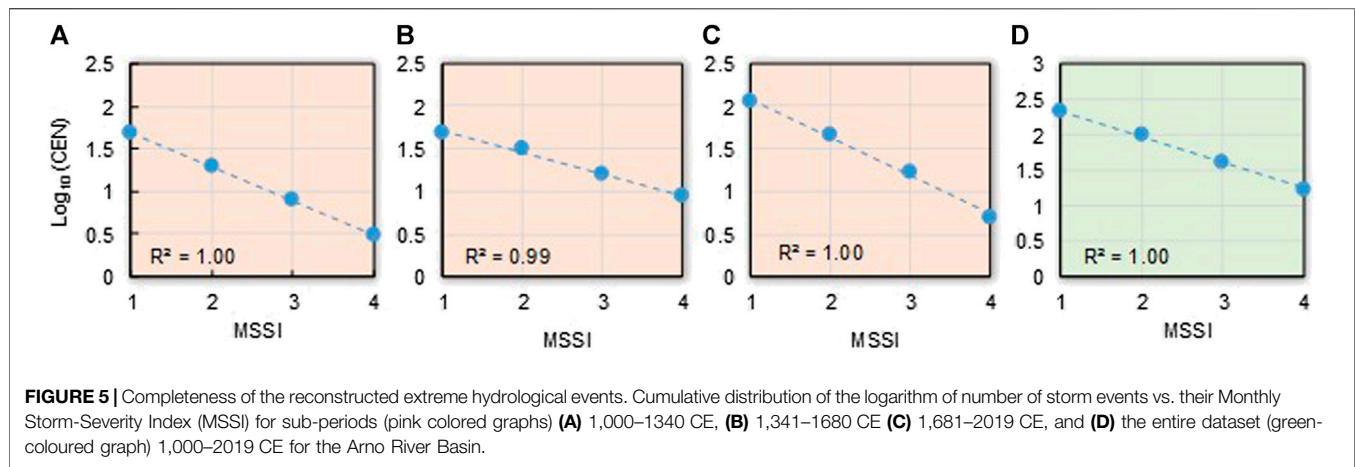 A
B
C
D
Log10 (CEN)
2.5
2
1.5
1
0.5
0
R² = 1.00
1 2 3 4
MSSI
2.5
2
1.5
1
0.5
0
R² = 0.99
1 2 3 4
MSSI
2.5
2
1.5
1
0.5
0
R² = 1.00
1 2 3 4
MSSI
3
2.5
2
1.5
1
0.5
0
R² = 1.00
1 2 3 4
MSSI
FIGURE 5 | Completeness of the reconstructed extreme hydrological events. Cumulative distribution of the logarithm of number of storm events vs. their Monthly
Storm-Severity Index (MSSI) for sub-periods (pink colored graphs) (A) 1,000–1340 CE, (B) 1,341–1680 CE (C) 1,681–2019 CE, and (D) the entire dataset (green-
coloured graph) 1,000–2019 CE for the Arno River Basin.